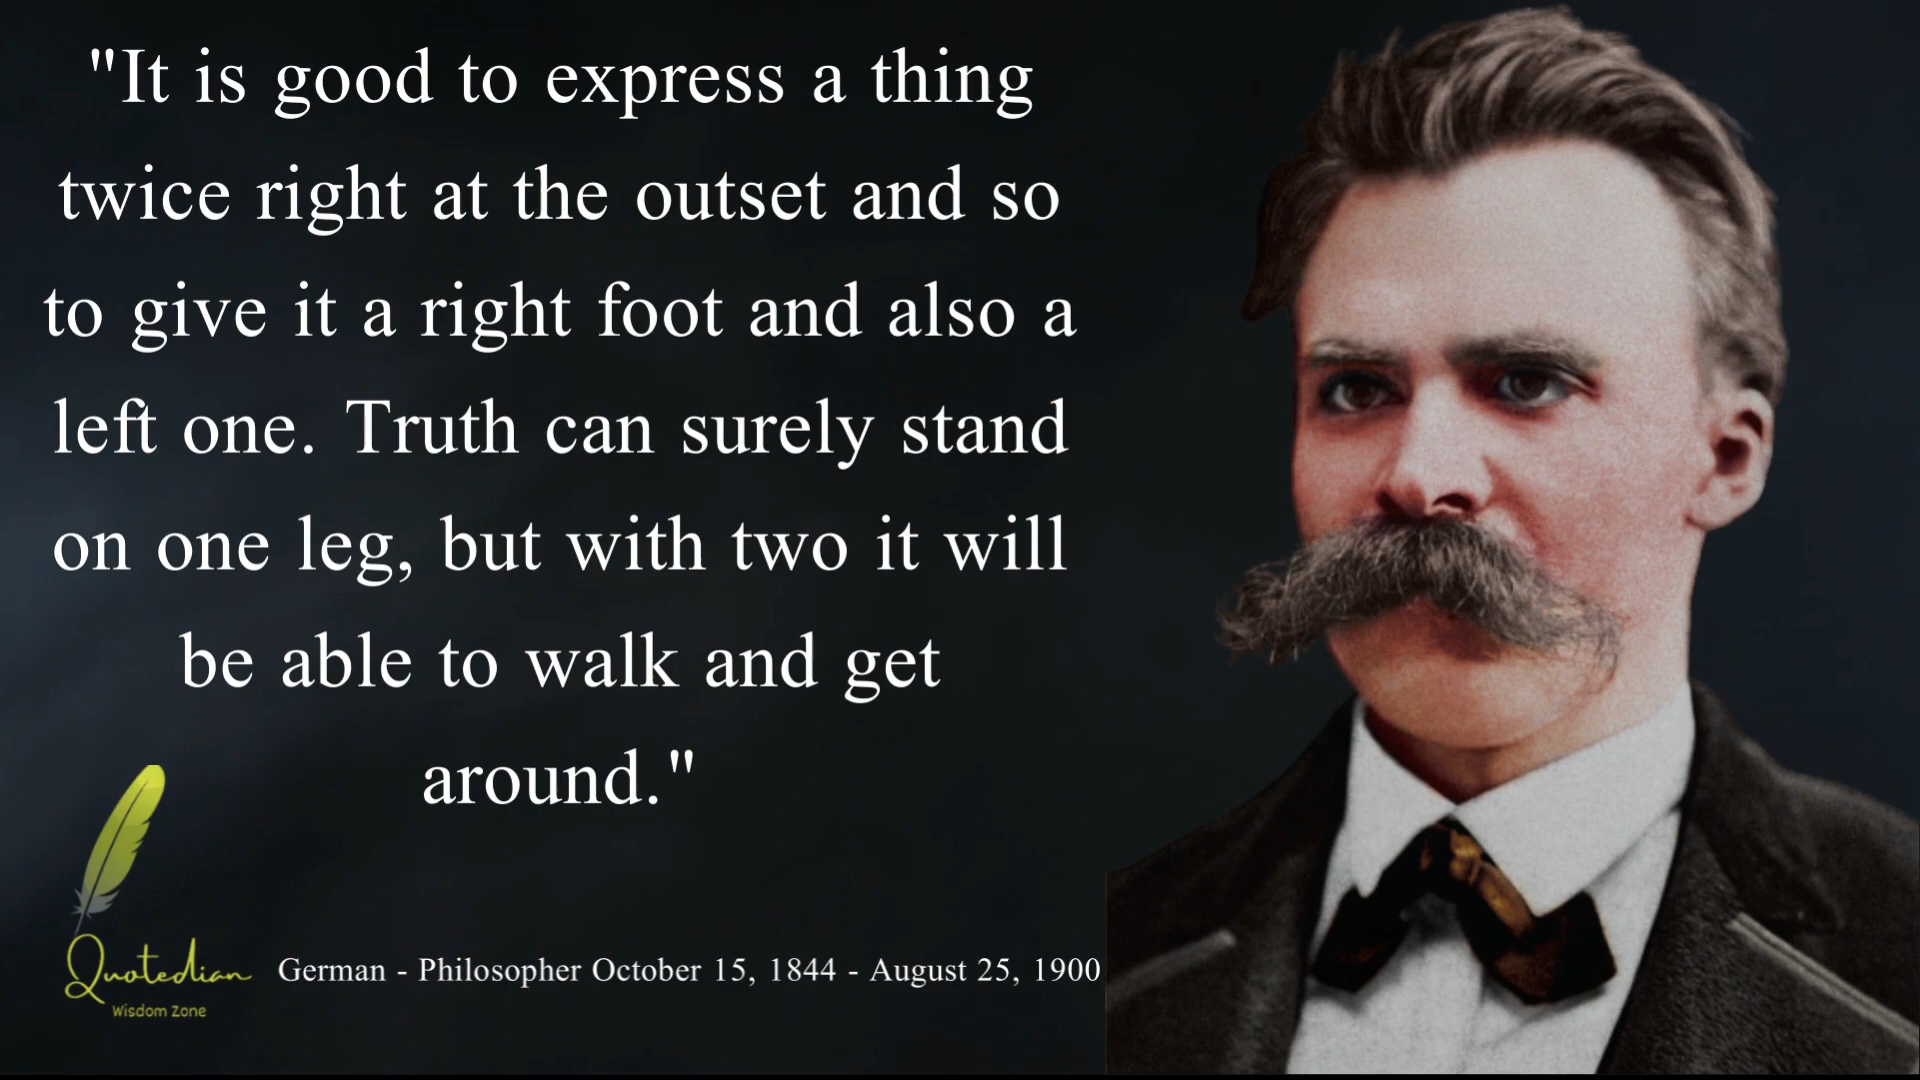 "It is good to express a thing
twice right at the outset and so
to give it a right foot and also a
left one. Truth can surely stand
on one leg, but with two it will
be able to walk and get
around."
Quotedian
Wisdom Zone
German - Philosopher October 15, 1844 - August 25, 1900